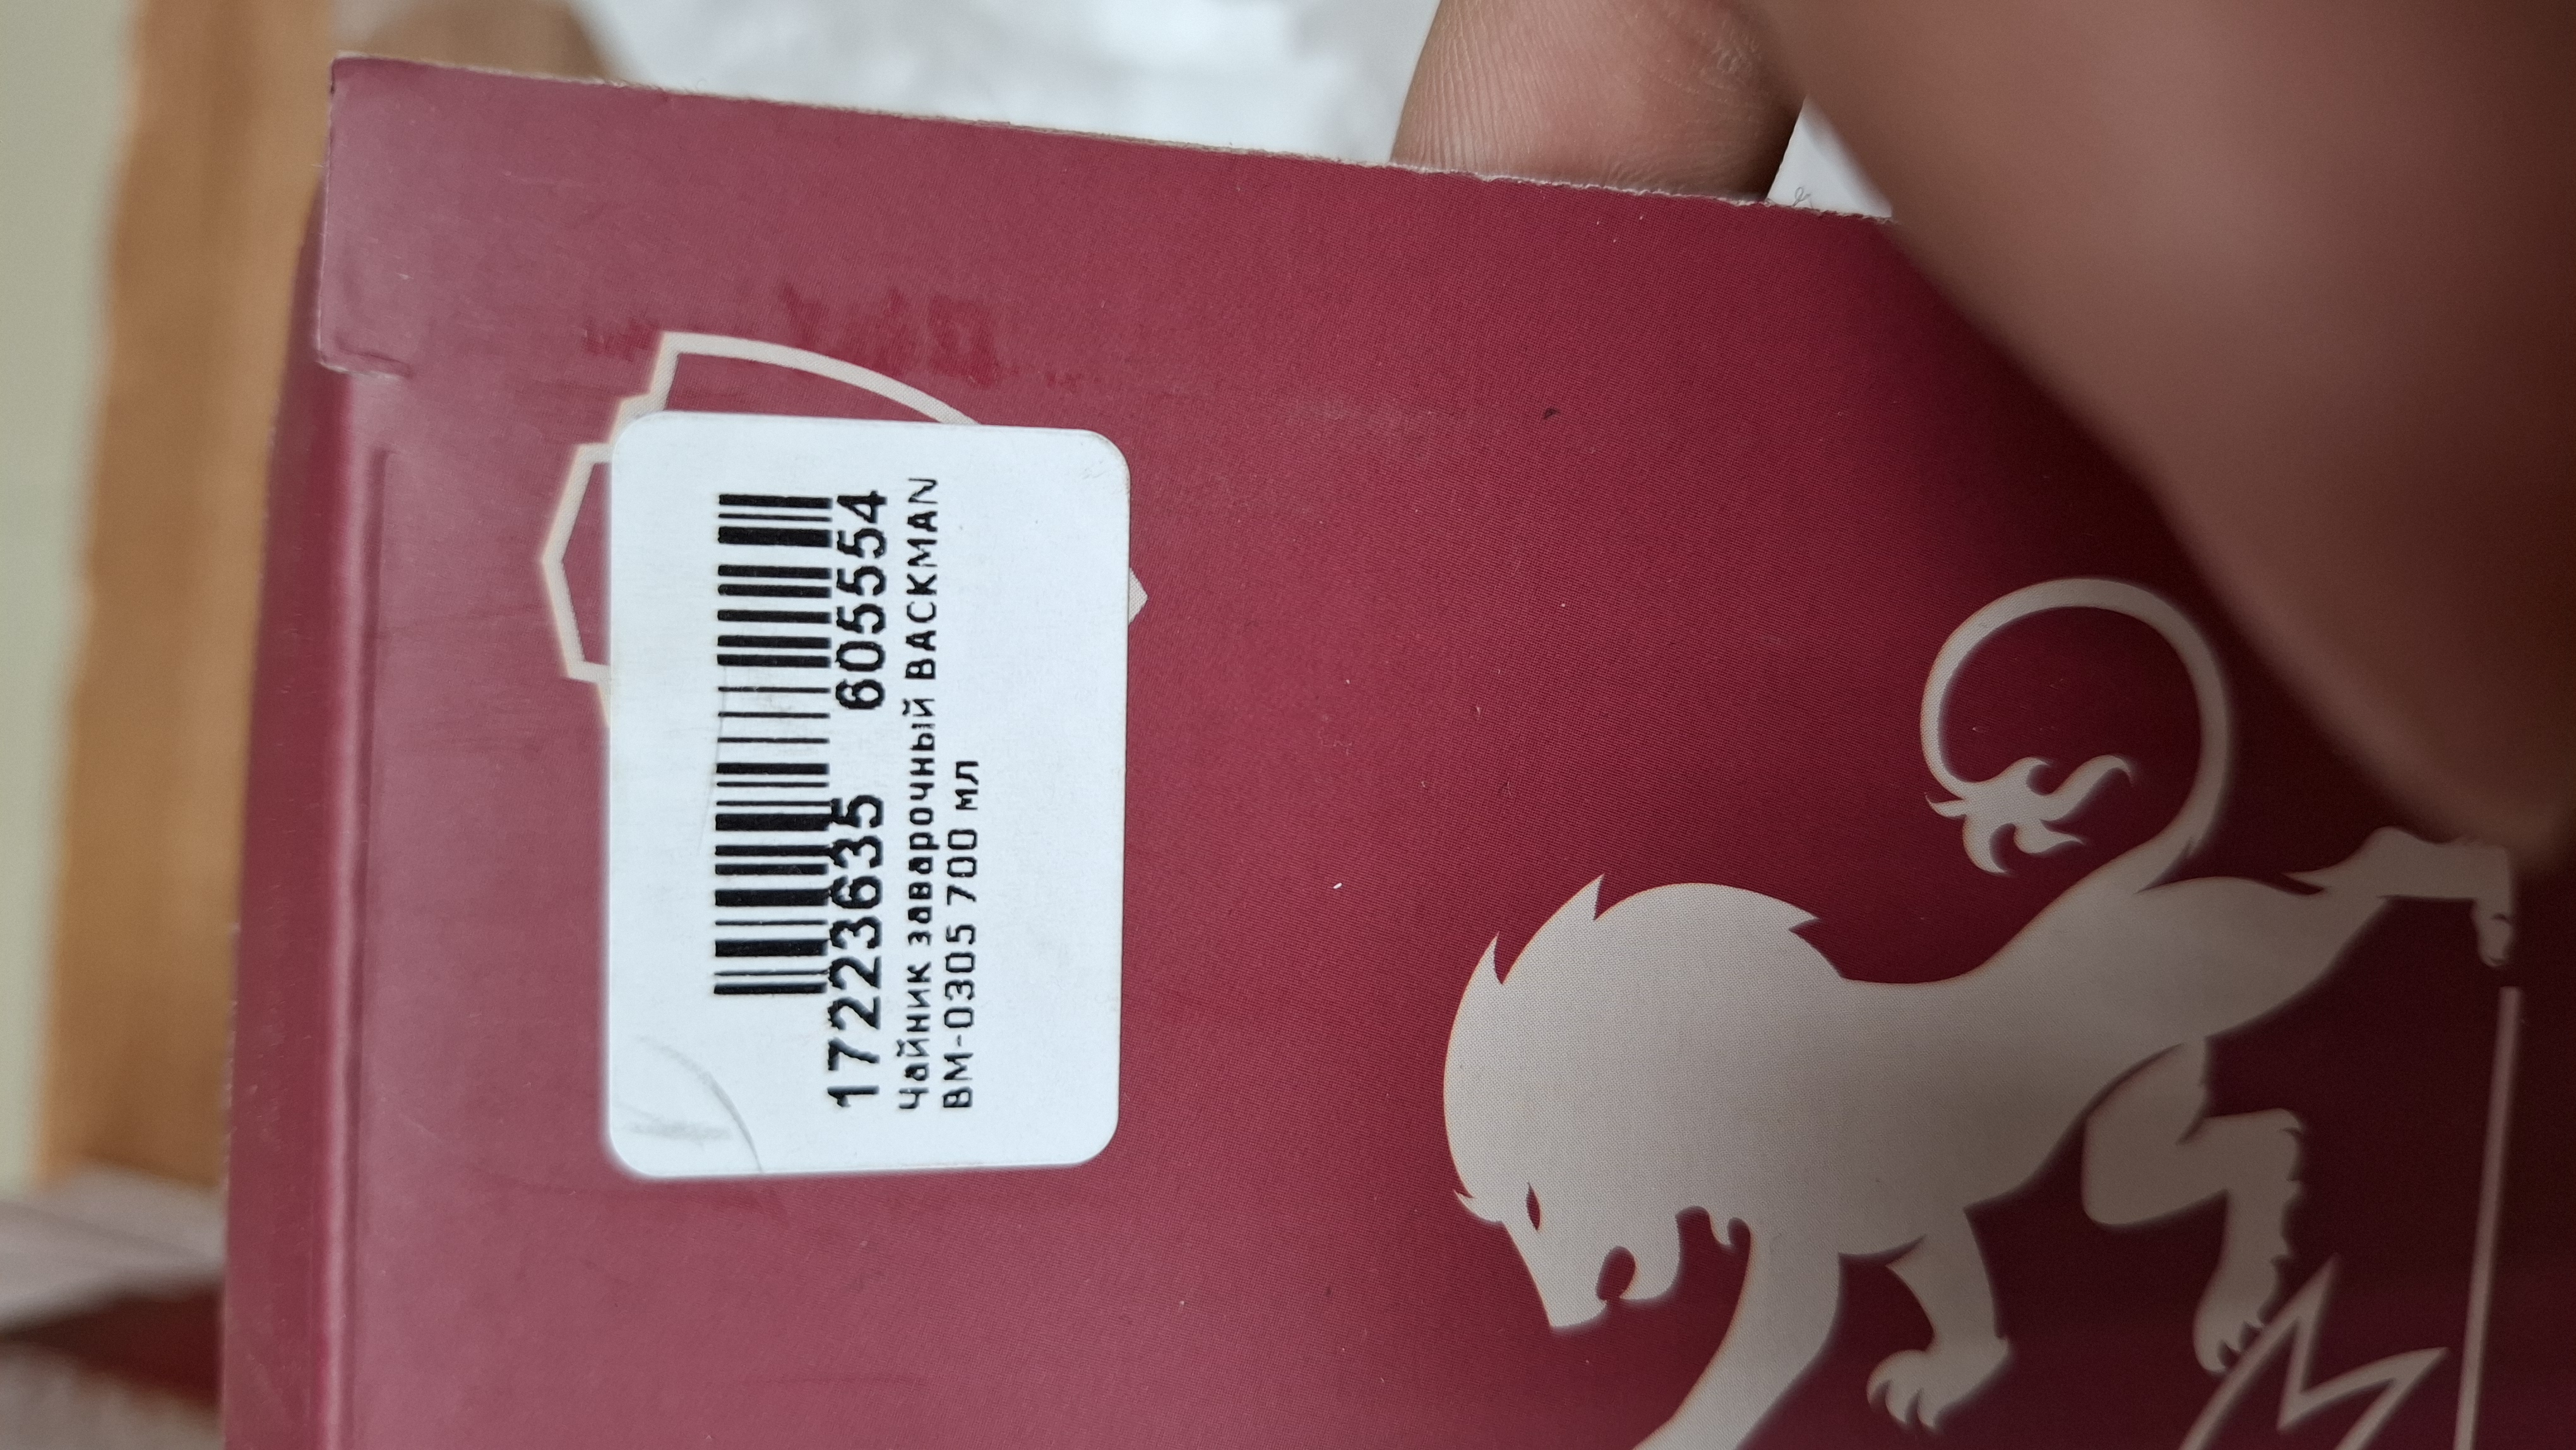 17223635 605554
Чайник заварочный BACKMAN
BM-0305 700 мл